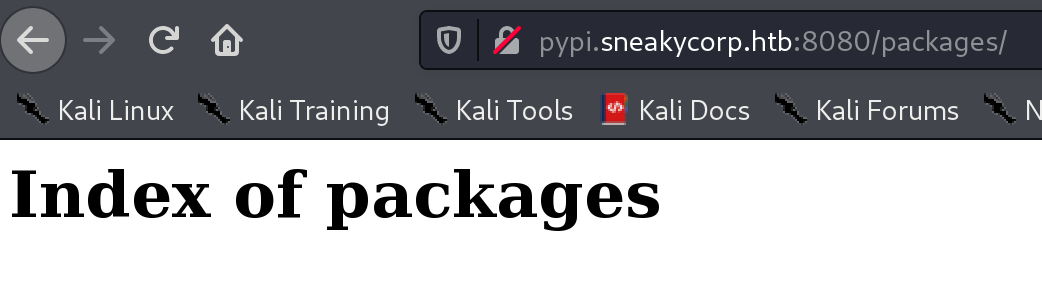 pypi.sneakycorp.htb:8080/packages/
Kali Linux Kali Training Kali Tools Kali Docs Kali Forums N
Index of packages